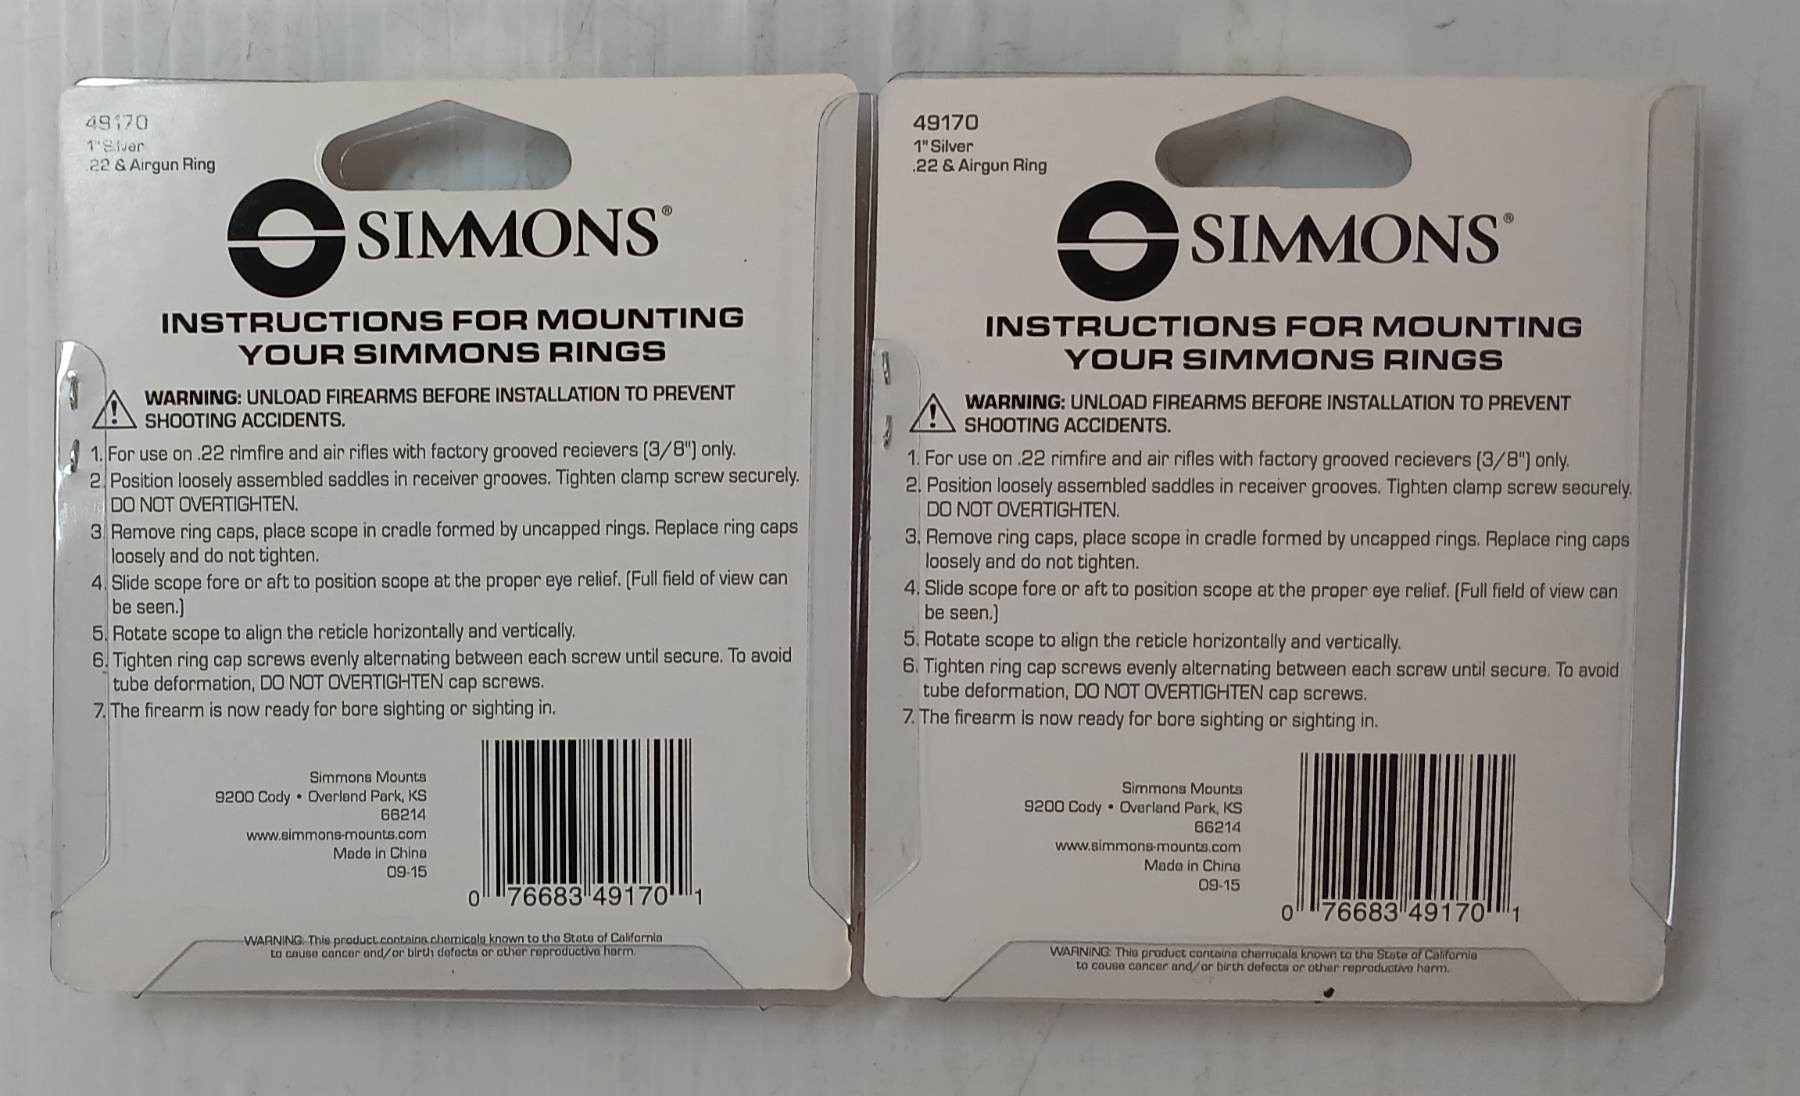 49170
1" Silver
.22 & Airgun Ring
SIMMONS®
INSTRUCTIONS FOR MOUNTING
YOUR SIMMONS RINGS
WARNING: UNLOAD FIREARMS BEFORE INSTALLATION TO PREVENT
SHOOTING ACCIDENTS.
1. For use on .22 rimfire and air rifles with factory grooved recievers (3/8") only.
2. Position loosely assembled saddles in receiver grooves. Tighten clamp screw securely.
DO NOT OVERTIGHTEN.
3. Remove ring caps, place scope in cradle formed by uncapped rings. Replace ring caps
loosely and do not tighten.
4. Slide scope fore or aft to position scope at the proper eye relief. (Full field of view can
be seen.)
5. Rotate scope to align the reticle horizontally and vertically.
6. Tighten ring cap screws evenly alternating between each screw until secure. To avoid
tube deformation, DO NOT OVERTIGHTEN cap screws.
7. The firearm is now ready for bore sighting or sighting in.
Simmons Mounts
9200 Cody • Overland Park, KS
66214
www.simmons-mounts.com
Made in China
09-15
0 76683 49170 1
WARNING: This product contains chemicals known to the State of California
to cause cancer and/or birth defects or other reproductive harm.
49170
1" Silver
.22 & Airgun Ring
SIMMONS®
INSTRUCTIONS FOR MOUNTING
YOUR SIMMONS RINGS
WARNING: UNLOAD FIREARMS BEFORE INSTALLATION TO PREVENT
SHOOTING ACCIDENTS.
1. For use on .22 rimfire and air rifles with factory grooved recievers (3/8") only.
2. Position loosely assembled saddles in receiver grooves. Tighten clamp screw securely.
DO NOT OVERTIGHTEN.
3. Remove ring caps, place scope in cradle formed by uncapped rings. Replace ring caps
loosely and do not tighten.
4. Slide scope fore or aft to position scope at the proper eye relief. (Full field of view can
be seen.)
5. Rotate scope to align the reticle horizontally and vertically.
6. Tighten ring cap screws evenly alternating between each screw until secure. To avoid
tube deformation, DO NOT OVERTIGHTEN cap screws.
7. The firearm is now ready for bore sighting or sighting in.
Simmons Mounts
9200 Cody • Overland Park, KS
66214
www.simmons-mounts.com
Made in China
09-15
0 76683 49170 1
WARNING: This product contains chemicals known to the State of California
to cause cancer and/or birth defects or other reproductive harm.